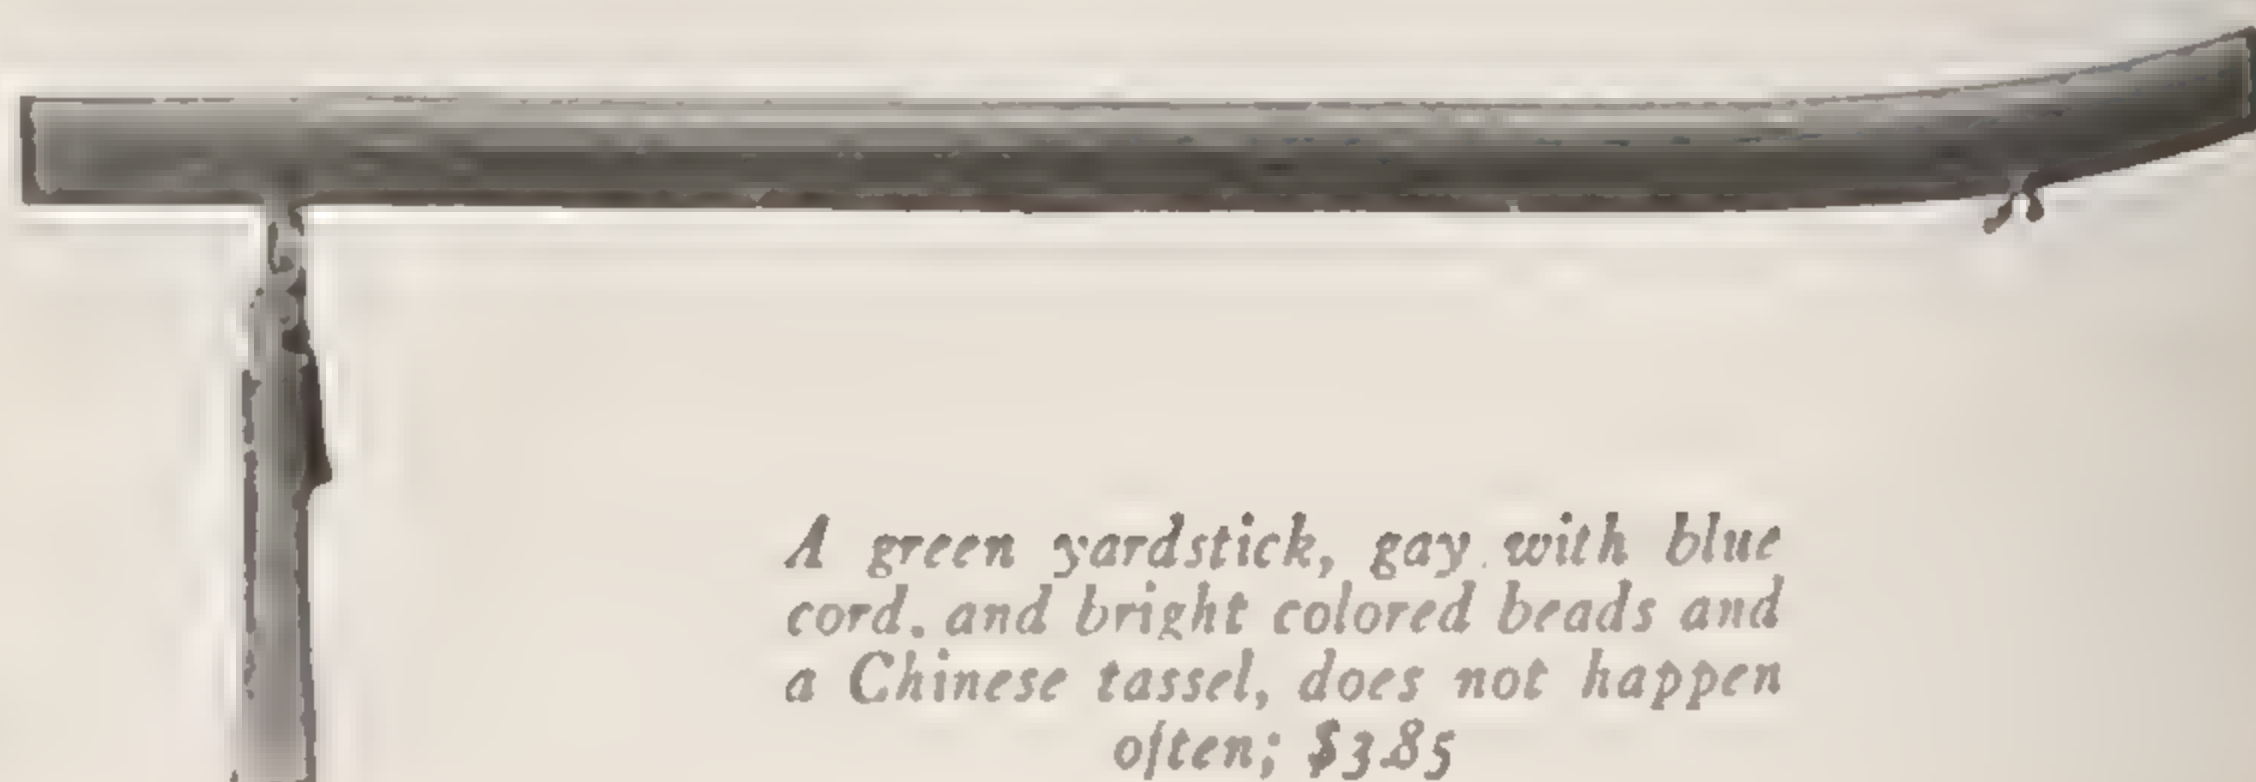 A green yardstick, gay with blue
cord, and bright colored beads and
a Chinese tassel, does not happen
often; $3.85